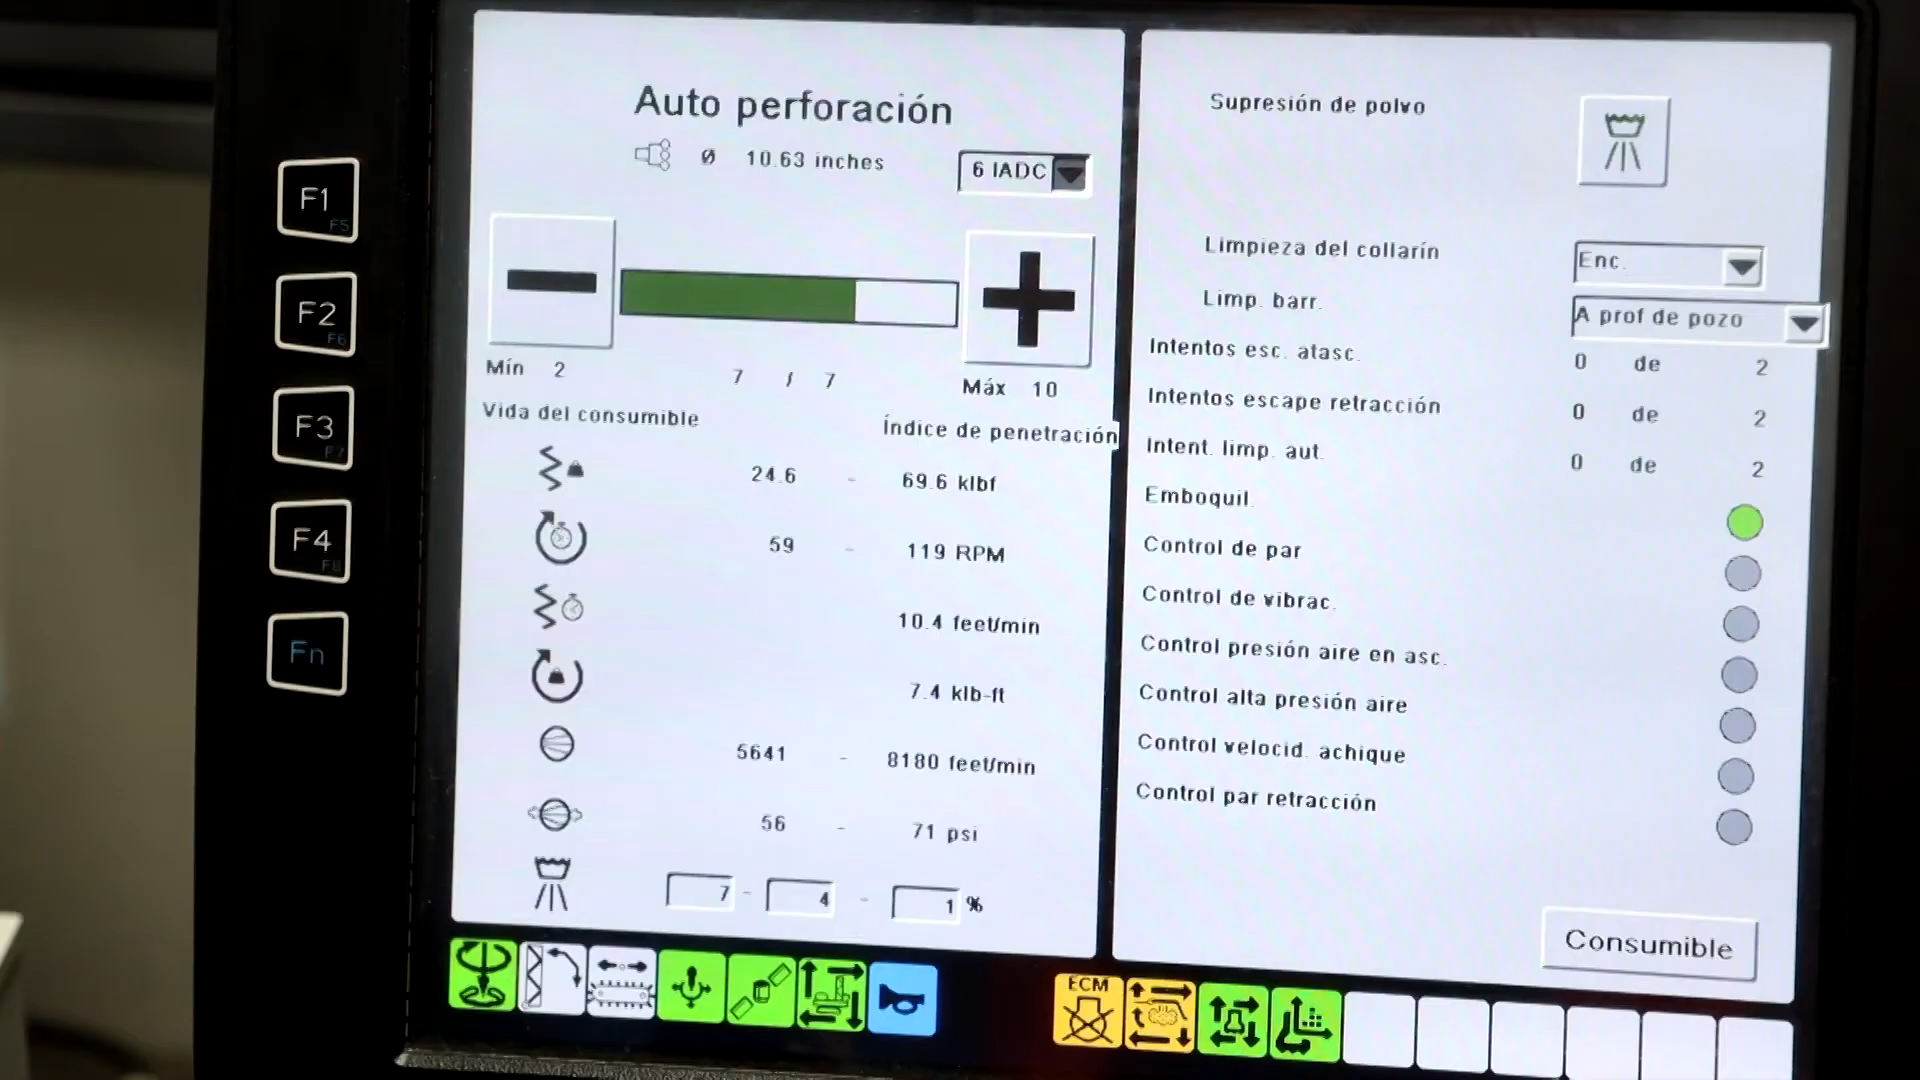 F1
F5
F2
F6
F3
F7
F4
F8
Fn
Auto perforación
Ø 10.63 inches
6 IADC
Mín 2
7 / 7
Máx 10
Vida del consumible
Índice de penetración
24.6 - 69.6 klbf
59 - 119 RPM
10.4 feet/min
7.4 klb-ft
5641 - 8180 feet/min
56 - 71 psi
7 - 4 - 1 %
Supresión de polvo
Limpieza del collarín Enc.
Limp. barr. A prof de pozo
Intentos esc. atasc. 0 de 2
Intentos escape retracción 0 de 2
Intent. limp. aut. 0 de 2
Emboquil.
Control de par
Control de vibrac.
Control presión aire en asc.
Control alta presión aire
Control velocid. achique
Control par retracción
Consumible
ECM